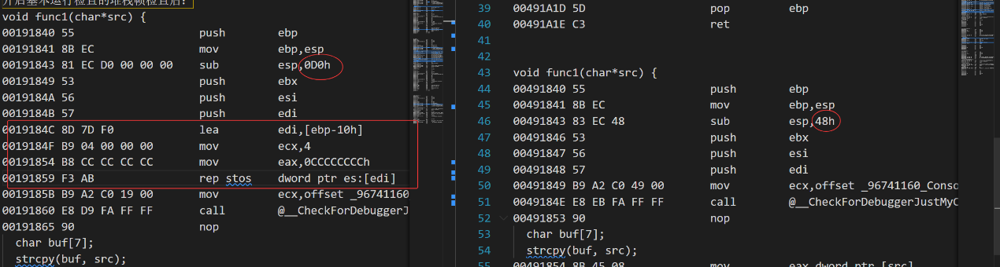 开启基本运行检查的堆栈帧检查后:
void func1(char*src) {
00191840 55 push ebp
00191841 8B EC mov ebp,esp
00191843 81 EC D0 00 00 00 sub esp,0D0h
00191849 53 push ebx
0019184A 56 push esi
0019184B 57 push edi
0019184C 8D 7D F0 lea edi,[ebp-10h]
0019184F B9 04 00 00 00 mov ecx,4
00191854 B8 CC CC CC CC mov eax,0CCCCCCCCh
00191859 F3 AB rep stos dword ptr es:[edi]
0019185B B9 A2 C0 19 00 mov ecx,offset _96741160
00191860 E8 D9 FA FF FF call @__CheckForDebuggerJ
00191865 90 nop
char buf[7];
strcpy(buf, src);
39 00491A1D 5D pop ebp
40 00491A1E C3 ret
41
42
43 void func1(char*src) {
44 00491840 55 push ebp
45 00491841 8B EC mov ebp,esp
46 00491843 83 EC 48 sub esp,48h
47 00491846 53 push ebx
48 00491847 56 push esi
49 00491848 57 push edi
50 00491849 B9 A2 C0 49 00 mov ecx,offset _96741160_Conso
51 0049184E E8 EB FA FF FF call @__CheckForDebuggerJustMyC
52 00491853 90 nop
53 char buf[7];
54 strcpy(buf, src);
55 00491854 8B 45 08 mov eax,dword ptr [src]